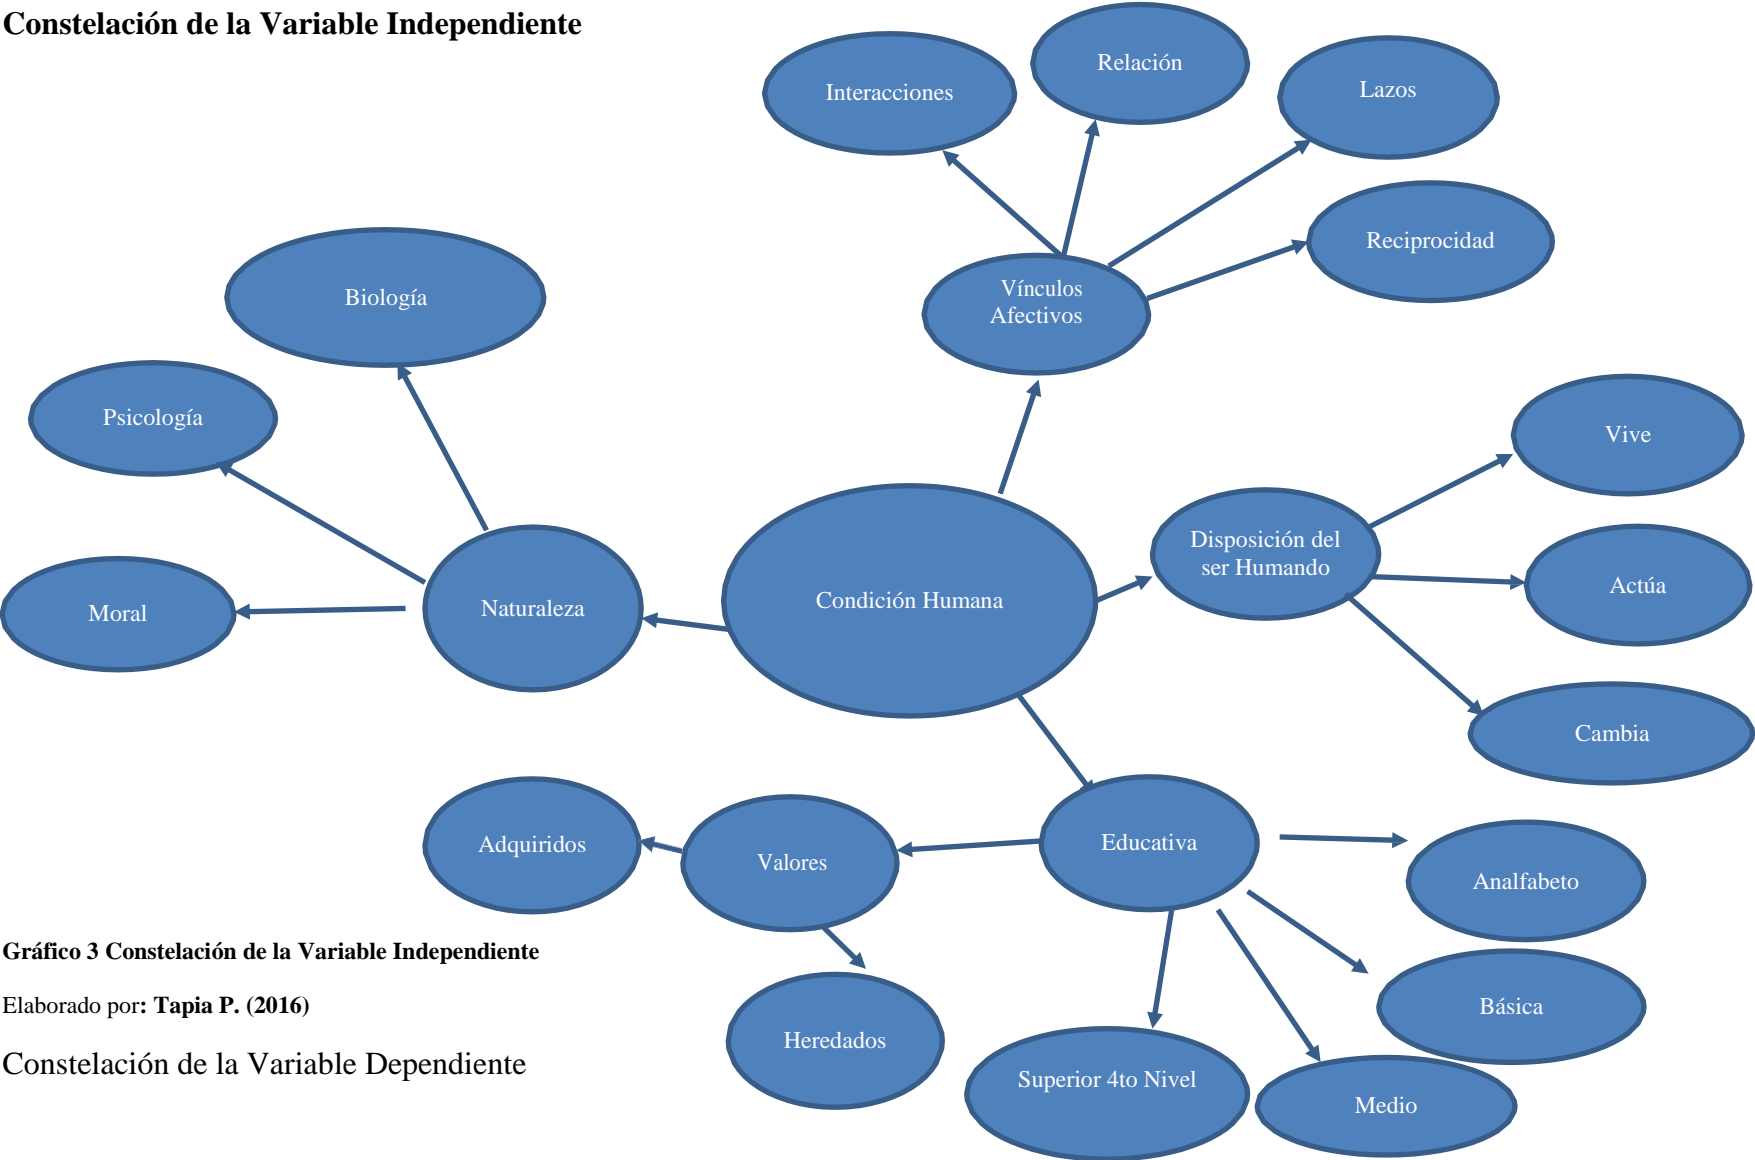 Constelación de la Variable Independiente
Relación
Interacciones
Lazos
Reciprocidad
Vínculos
Afectivos
Biología
Psicología
Moral
Naturaleza
Condición Humana
Disposición del
ser Humando
Vive
Actúa
Cambia
Adquiridos
Valores
Educativa
Analfabeto
Básica
Heredados
Superior 4to Nivel
Medio
Gráfico 3 Constelación de la Variable Independiente
Elaborado por: Tapia P. (2016)
Constelación de la Variable Dependiente